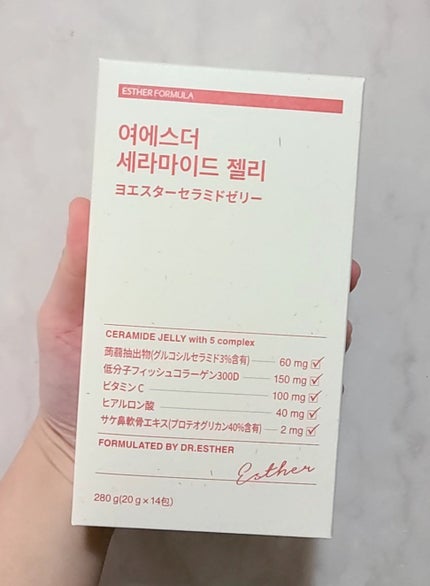 ESTHER FORMULA
여에스더
세라마이드 젤리
ヨエスターセラミドゼリー
CERAMIDE JELLY with 5 complex
蒟蒻抽出物(グルコシルセラミド3%含有) 60 mg
低分子フィッシュコラーゲン300D 150 mg
ビタミンC 100 mg
ヒアルロン酸 40 mg
サケ鼻軟骨エキス(プロテオグリカン40%含有) 2 mg
FORMULATED BY DR.ESTHER
Esther
280 g(20 g x 14包)